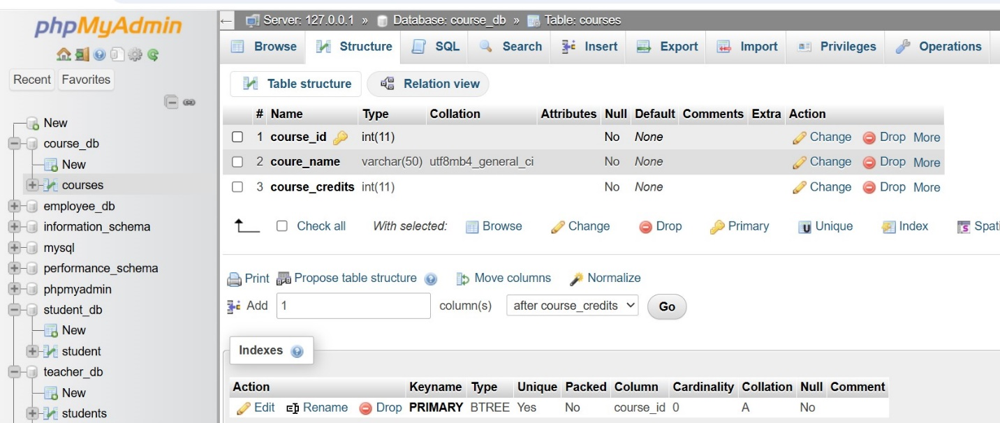 phpMyAdmin
Recent Favorites
New
course_db
New
courses
employee_db
information_schema
mysql
performance_schema
phpmyadmin
student_db
New
student
teacher_db
New
students
Server: 127.0.0.1 » Database: course_db » Table: courses
Browse Structure SQL Search Insert Export Import Privileges Operations
Table structure Relation view
# Name Type Collation Attributes Null Default Comments Extra Action
1 course_id int(11) No None Change Drop More
2 coure_name varchar(50) utf8mb4_general_ci No None Change Drop More
3 course_credits int(11) No None Change Drop More
Check all With selected: Browse Change Drop Primary Unique Index Spati
Print Propose table structure Move columns Normalize
Add 1 column(s) after course_credits Go
Indexes
Action Keyname Type Unique Packed Column Cardinality Collation Null Comment
Edit Rename Drop PRIMARY BTREE Yes No course_id 0 A No